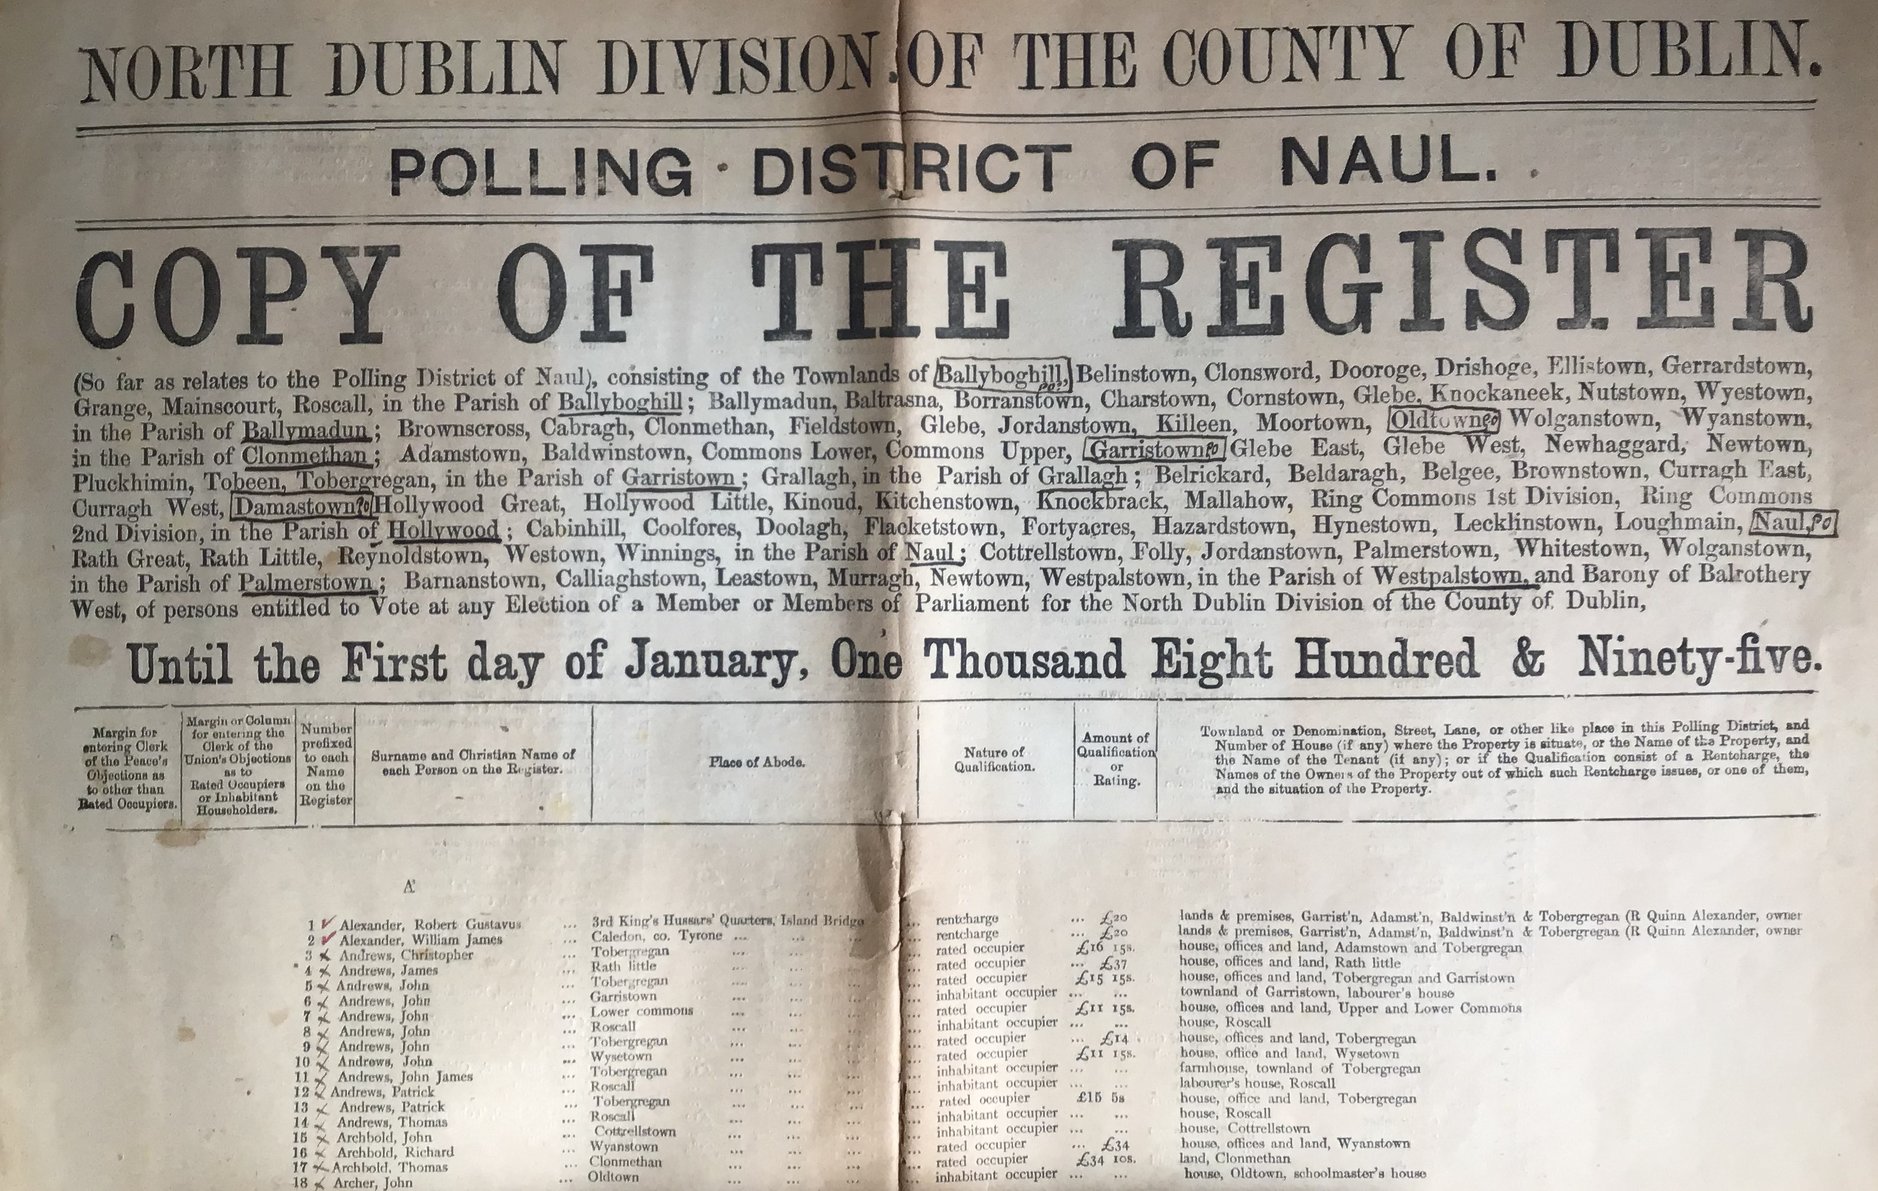 NORTH DUBLIN DIVISION OF THE COUNTY OF DUBLIN.
POLLING DISTRICT OF NAUL.
COPY OF THE REGISTER
(So far as relates to the Polling District of Naul), consisting of the Townlands of Ballyboghill, Belinstown, Clonsword, Dooroge, Drishoge, Ellistown, Gerrardstown,
Grange, Mainscourt, Roscall, in the Parish of Ballyboghill; Ballymadun, Baltrasna, Borranstown, Charstown, Cornstown, Glebe, Knockaneek, Nutstown, Wyestown,
in the Parish of Ballymadun; Brownscross, Cabragh, Clonmethan, Fieldstown, Glebe, Jordanstown, Killeen, Moortown, Oldtown po Wolganstown, Wyanstown,
in the Parish of Clonmethan; Adamstown, Baldwinstown, Commons Lower, Commons Upper, Garristown po Glebe East, Glebe West, Newhaggard, Newtown,
Pluckhimin, Tobeen, Tobergregan, in the Parish of Garristown; Grallagh, in the Parish of Grallagh; Belrickard, Beldaragh, Belgee, Brownstown, Curragh East,
Curragh West, Damastown po Hollywood Great, Hollywood Little, Kinoud, Kitchenstown, Knockbrack, Mallahow, Ring Commons 1st Division, Ring Commons
2nd Division, in the Parish of Hollywood; Cabinhill, Coolfores, Doolagh, Flacketstown, Fortyacres, Hazardstown, Hynestown, Lecklinstown, Loughmain, Naul, po
Rath Great, Rath Little, Reynoldstown, Westown, Winnings, in the Parish of Naul; Cottrellstown, Folly, Jordanstown, Palmerstown, Whitestown, Wolganstown,
in the Parish of Palmerstown; Barnanstown, Calliaghstown, Leastown, Murragh, Newtown, Westpalstown, in the Parish of Westpalstown, and Barony of Balrothery
West, of persons entitled to Vote at any Election of a Member or Members of Parliament for the North Dublin Division of the County of Dublin,
Until the First day of January, One Thousand Eight Hundred & Ninety-five.
Margin for entering Clerk of the Peace's Objections as to other than Rated Occupiers.
Margin or Column for entering the Clerk of the Union's Objections as to Rated Occupiers or Inhabitant Householders.
Number prefixed to each Name on the Register
Surname and Christian Name of each Person on the Register.
Place of Abode.
Nature of Qualification.
Amount of Qualification or Rating.
Townland or Denomination, Street, Lane, or other like place in this Polling District, and
Number of House (if any) where the Property is situate, or the Name of the Property, and
the Name of the Tenant (if any); or if the Qualification consist of a Rentcharge, the
Names of the Owners of the Property out of which such Rentcharge issues, or one of them,
and the situation of the Property.
A
1 Alexander, Robert Gustavus ... 3rd King's Hussars' Quarters, Island Bridge ... rentcharge ... £20 lands & premises, Garrist'n, Adamst'n, Baldwinst'n & Tobergregan (R Quinn Alexander, owner
2 Alexander, William James ... Caledon, co. Tyrone ... rentcharge ... £20 lands & premises, Garrist'n, Adamst'n, Baldwinst'n & Tobergregan (R Quinn Alexander, owner
3 Andrews, Christopher ... Tobergregan ... rated occupier £16 15s. house, offices and land, Adamstown and Tobergregan
4 Andrews, James ... Rath little ... rated occupier ... £37 house, offices and land, Rath little
5 Andrews, John ... Tobergregan ... rated occupier £15 15s. house, offices and land, Tobergregan and Garristown
6 Andrews, John ... Garristown ... inhabitant occupier ... townland of Garristown, labourer's house
7 Andrews, John ... Lower commons ... rated occupier £11 15s. house, offices and land, Upper and Lower Commons
8 Andrews, John ... Roscall ... inhabitant occupier ... house, Roscall
9 Andrews, John ... Tobergregan ... rated occupier ... £14 house, offices and land, Tobergregan
10 Andrews, John ... Wysetown ... rated occupier £11 15s. house, office and land, Wysetown
11 Andrews, John James ... Tobergregan ... inhabitant occupier ... farmhouse, townland of Tobergregan
12 Andrews, Patrick ... Roscall ... inhabitant occupier ... labourer's house, Roscall
13 Andrews, Patrick ... Tobergregan ... rated occupier £15 5s house, office and land, Tobergregan
14 Andrews, Thomas ... Roscall ... inhabitant occupier ... house, Roscall
15 Archbold, John ... Cottrellstown ... inhabitant occupier ... house, Cottrellstown
16 Archbold, Richard ... Wyanstown ... rated occupier ... £34 house, offices and land, Wyanstown
17 Archbold, Thomas ... Clonmethan ... rated occupier £34 10s. land, Clonmethan
18 Archer, John ... Oldtown ... inhabitant occupier ... house, Oldtown, schoolmaster's house